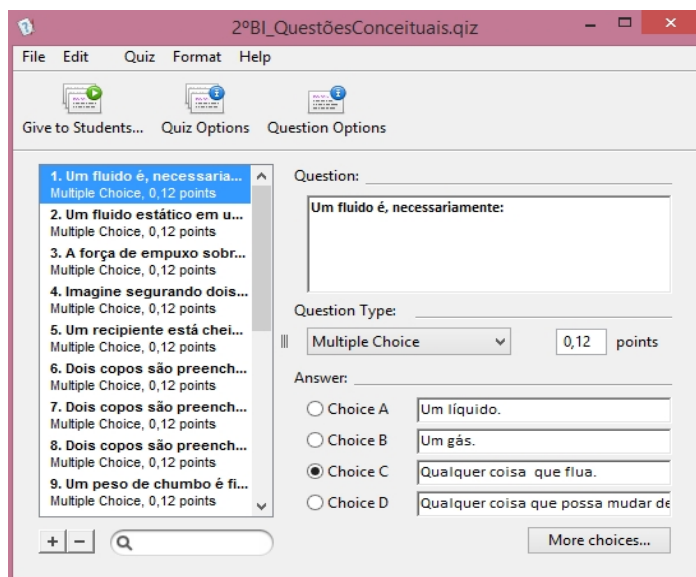 2ºBI_QuestõesConceituais.qiz
File Edit Quiz Format Help
Give to Students... Quiz Options Question Options
1. Um fluido é, necessaria...
Multiple Choice, 0,12 points
2. Um fluido estático em u...
Multiple Choice, 0,12 points
3. A força de empuxo sobr...
Multiple Choice, 0,12 points
4. Imagine segurando dois...
Multiple Choice, 0,12 points
5. Um recipiente está chei...
Multiple Choice, 0,12 points
6. Dois copos são preench...
Multiple Choice, 0,12 points
7. Dois copos são preench...
Multiple Choice, 0,12 points
8. Dois copos são preench...
Multiple Choice, 0,12 points
9. Um peso de chumbo é fi...
Multiple Choice, 0,12 points
Question:
Um fluido é, necessariamente:
Question Type:
Multiple Choice 0,12 points
Answer:
Choice A Um líquido.
Choice B Um gás.
Choice C Qualquer coisa que flua.
Choice D Qualquer coisa que possa mudar de
More choices...